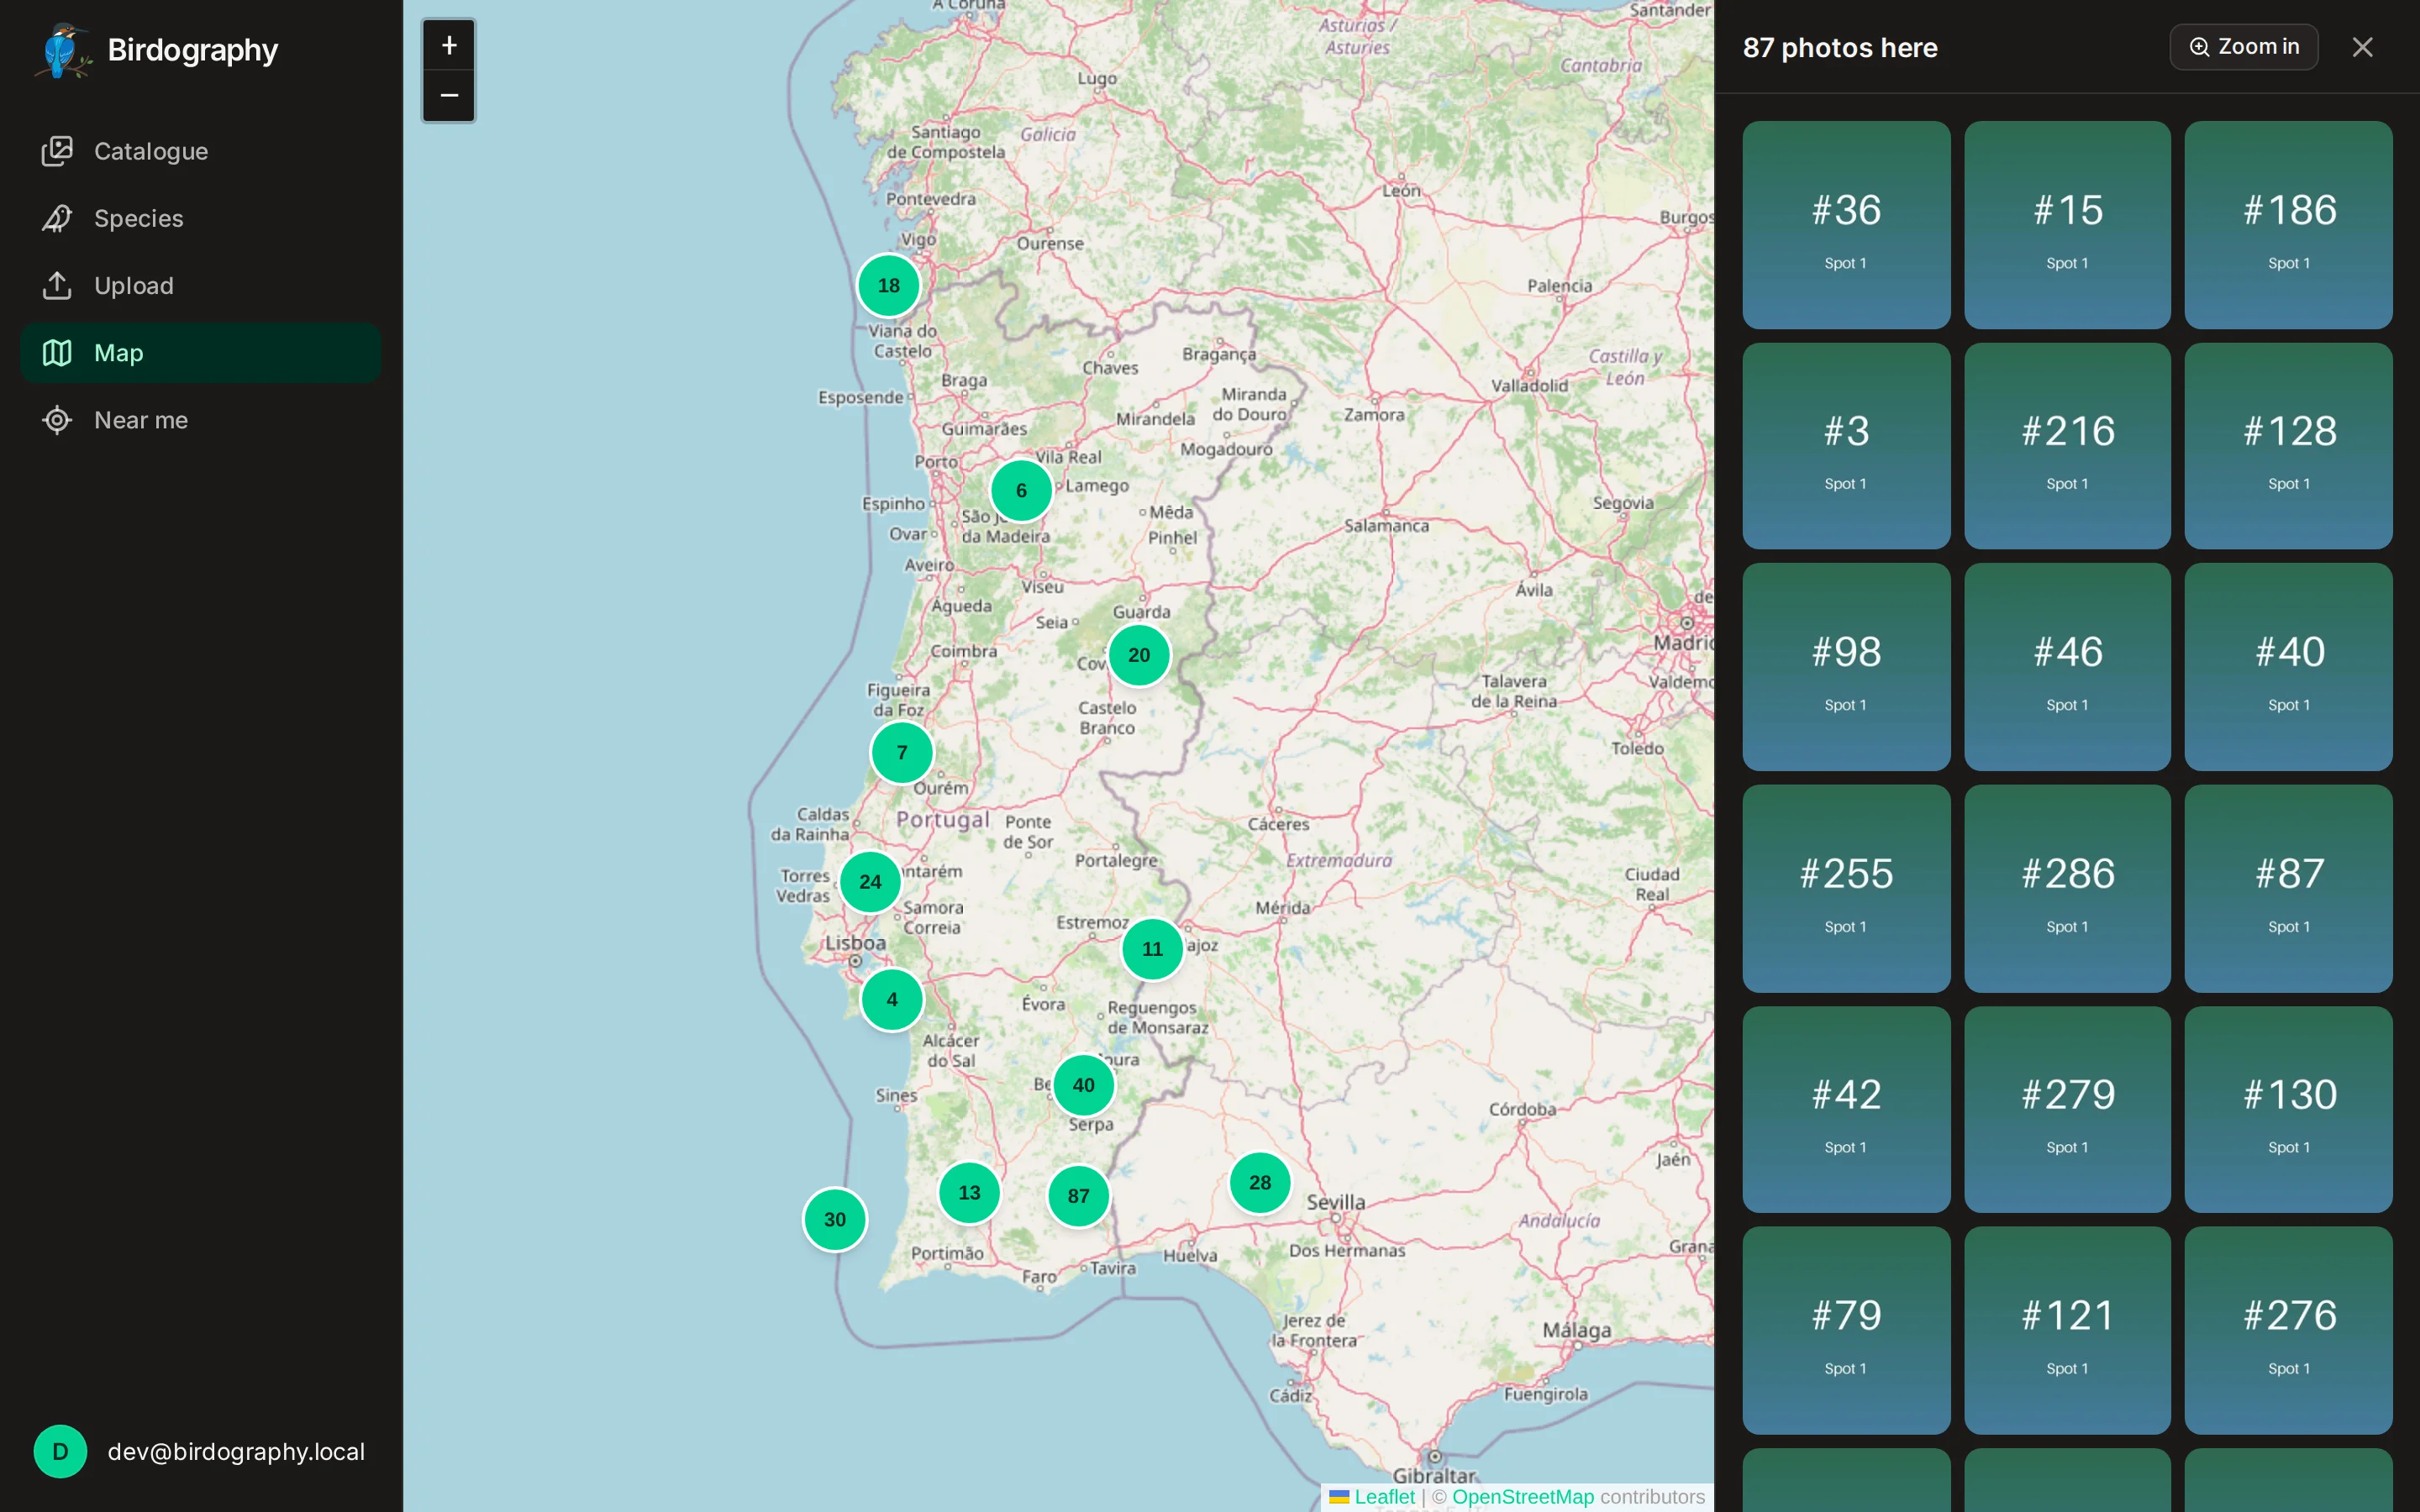 Birdography
Catalogue
Species
Upload
Map
Near me
D
dev@birdography.local
+
−
A Coruña
Santander
Asturias /
Asturies
Cantabria
Lugo
Santiago
de Compostela
Galicia
León
Burgos
Pontevedra
Vigo
Ourense
18
Palencia
Viana do
Castelo
Chaves
Bragança
Castilla y
León
Braga
Esposende
Miranda
do Douro
Valladolid
Mirandela
Zamora
Guimarães
Mogadouro
Porto
Vila Real
6
Lamego
Espinho
Mêda
Segovia
São J
da Madeira
Ovar
Pinhel
Salamanca
Aveiro
Viseu
Ávila
de
Águeda
Guarda
Seia
Coimbra
Cov
20
Madrid
Figueira
da Foz
Talavera
de la Reina
Valdemo
Castelo
Branco
7
Toledo
Ourém
Caldas
da Rainha
Portugal
Ponte
de Sor
Cáceres
Portalegre
Extremadura
Torres
Vedras
24
ntarém
Ciudad
Real
Samora
Correia
Estremoz
Mérida
Lisboa
11
ajoz
4
Évora
Reguengos
de Monsaraz
Alcácer
do Sal
oura
Be
40
Sines
Serpa
Córdoba
Jaén
13
87
28
Sevilla
30
Andalucía
Portimão
Huelva
Dos Hermanas
Grana
Faro
Tavira
Jerez de
la Frontera
Málaga
Cádiz
Fuengirola
Gibraltar
Leaflet | © OpenStreetMap contributors
87 photos here
Zoom in
#36
Spot 1
#15
Spot 1
#186
Spot 1
#3
Spot 1
#216
Spot 1
#128
Spot 1
#98
Spot 1
#46
Spot 1
#40
Spot 1
#255
Spot 1
#286
Spot 1
#87
Spot 1
#42
Spot 1
#279
Spot 1
#130
Spot 1
#79
Spot 1
#121
Spot 1
#276
Spot 1